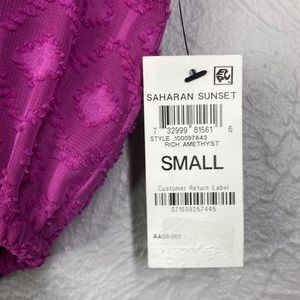 SAHARAN SUNSET
7 32999 81561 6
STYLE 100097843
RICH AMETHYST
SMALL
Customer Return Label
071659257445
AA08-001